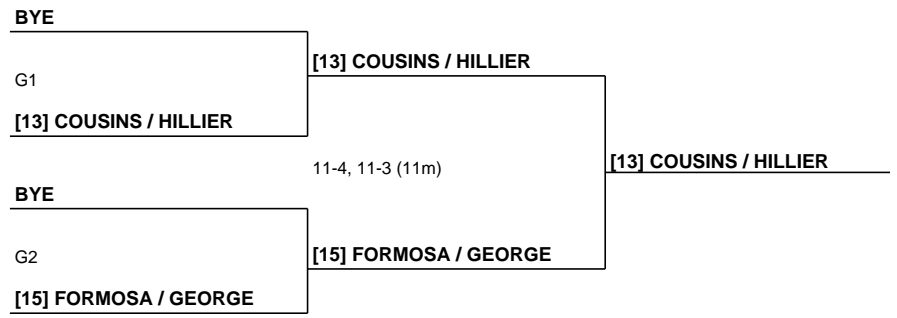 BYE
G1
[13] COUSINS / HILLIER
BYE
G2
[15] FORMOSA / GEORGE
[13] COUSINS / HILLIER
11-4, 11-3 (11m)
[15] FORMOSA / GEORGE
[13] COUSINS / HILLIER